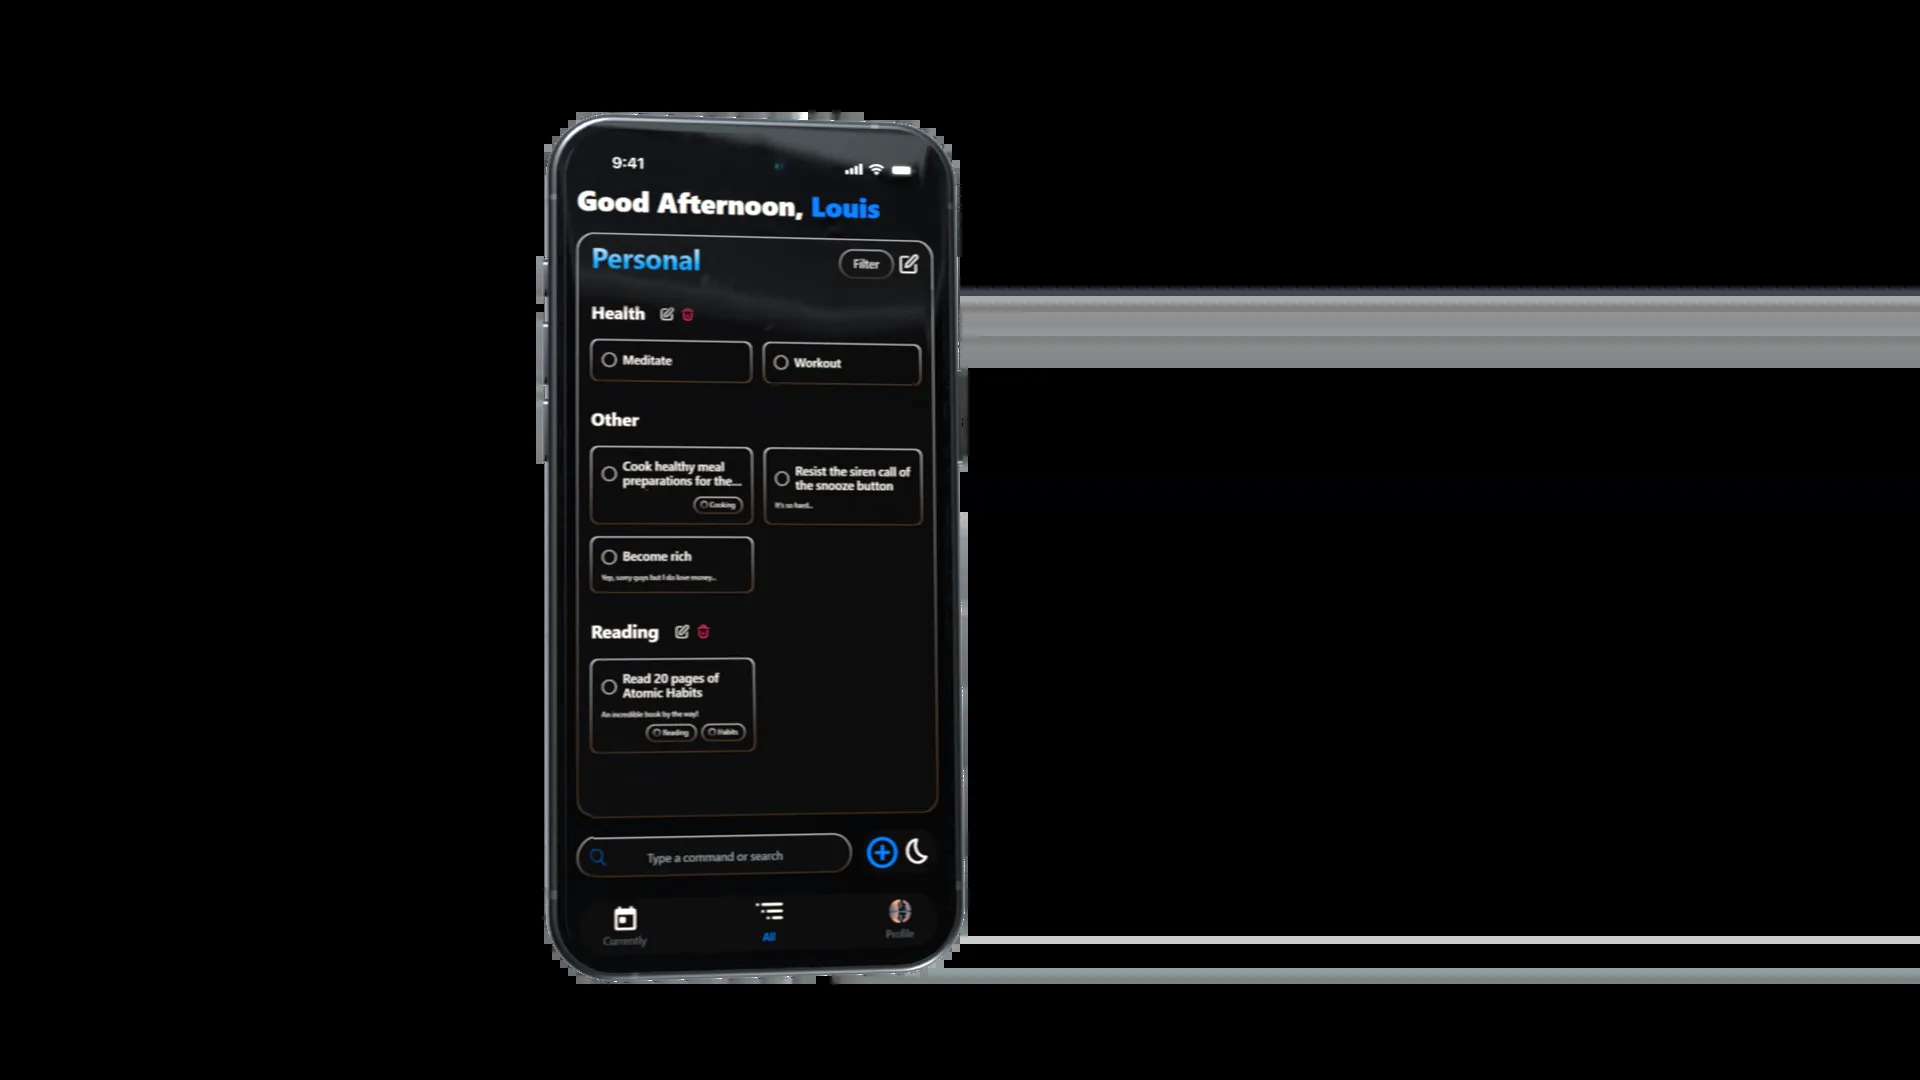 9:41
Good Afternoon, Louis
Personal
Filter
Health
Meditate
Workout
Other
Cook healthy meal
preparations for the...
Cooking
Resist the siren call of
the snooze button
It's so hard...
Become rich
Yep, sorry guys but I do love money...
Reading
Read 20 pages of
Atomic Habits
An incredible book by the way!
Reading
Habits
Type a command or search
Currently
All
Profile